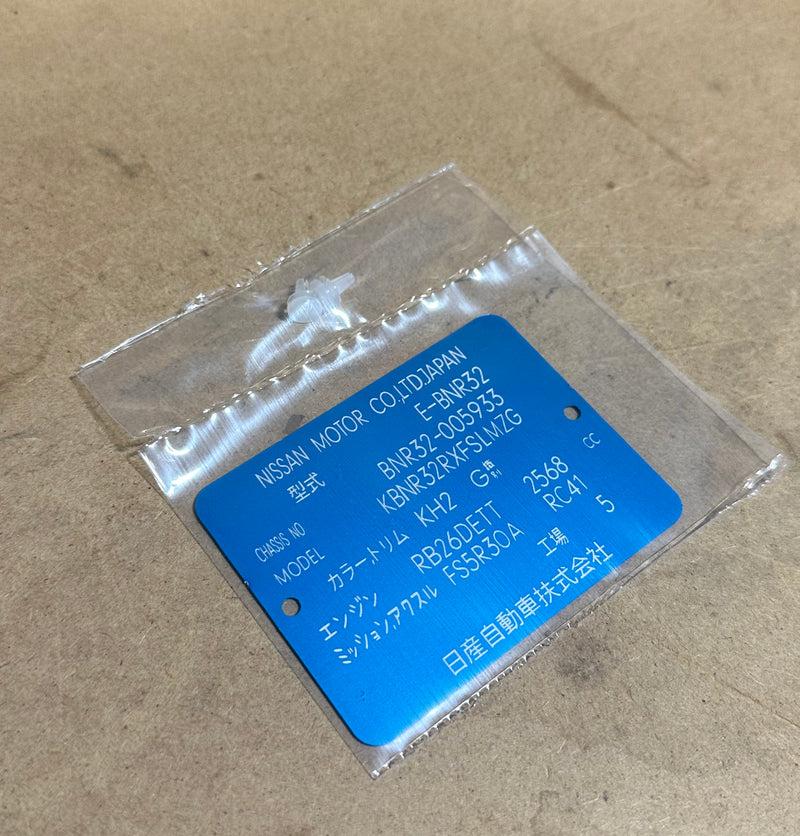 NISSAN MOTOR CO.,LTD.JAPAN
型式 E-BNR32
CHASSIS NO BNR32-005933
MODEL KBNR32RXFSLMZG
カラー,トリム KH2 G
エンジン RB26DETT 2568 CC
ミッション,アクスル FS5R30A RC41
工場 5
日産自動車扶式会社